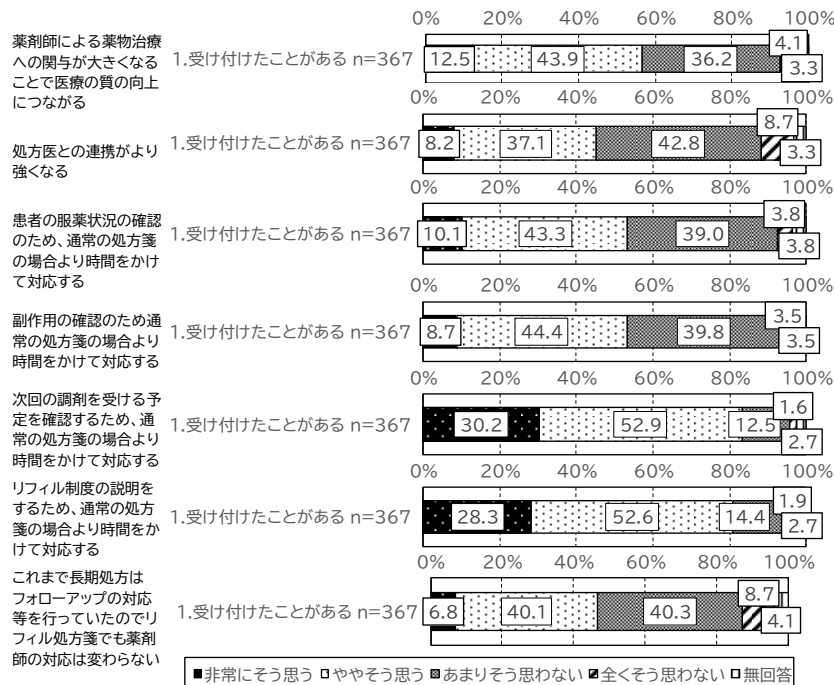 0% 20% 40% 60% 80% 100%
薬剤師による薬物治療
への関与が大きくなる
ことで医療の質の向上
につながる
1.受け付けたことがある n=367
12.5 43.9 36.2 4.1 3.3
0% 20% 40% 60% 80% 100%
処方医との連携がより
強くなる
1.受け付けたことがある n=367
8.2 37.1 42.8 8.7 3.3
0% 20% 40% 60% 80% 100%
患者の服薬状況の確認
のため、通常の処方箋
の場合より時間をかけ
て対応する
1.受け付けたことがある n=367
10.1 43.3 39.0 3.8 3.8
0% 20% 40% 60% 80% 100%
副作用の確認のため通
常の処方箋の場合より
時間をかけて対応する
1.受け付けたことがある n=367
8.7 44.4 39.8 3.5 3.5
0% 20% 40% 60% 80% 100%
次回の調剤を受ける予
定を確認するため、通
常の処方箋の場合より
時間をかけて対応する
1.受け付けたことがある n=367
30.2 52.9 12.5 1.6 2.7
0% 20% 40% 60% 80% 100%
リフィル制度の説明を
するため、通常の処方
箋の場合より時間をか
けて対応する
1.受け付けたことがある n=367
28.3 52.6 14.4 1.9 2.7
0% 20% 40% 60% 80% 100%
これまで長期処方は
フォローアップの対応
等を行っていたのでリ
フィル処方箋でも薬剤
師の対応は変わらない
1.受け付けたことがある n=367
6.8 40.1 40.3 8.7 4.1
非常にそう思う ややそう思う あまりそう思わない 全くそう思わない 無回答